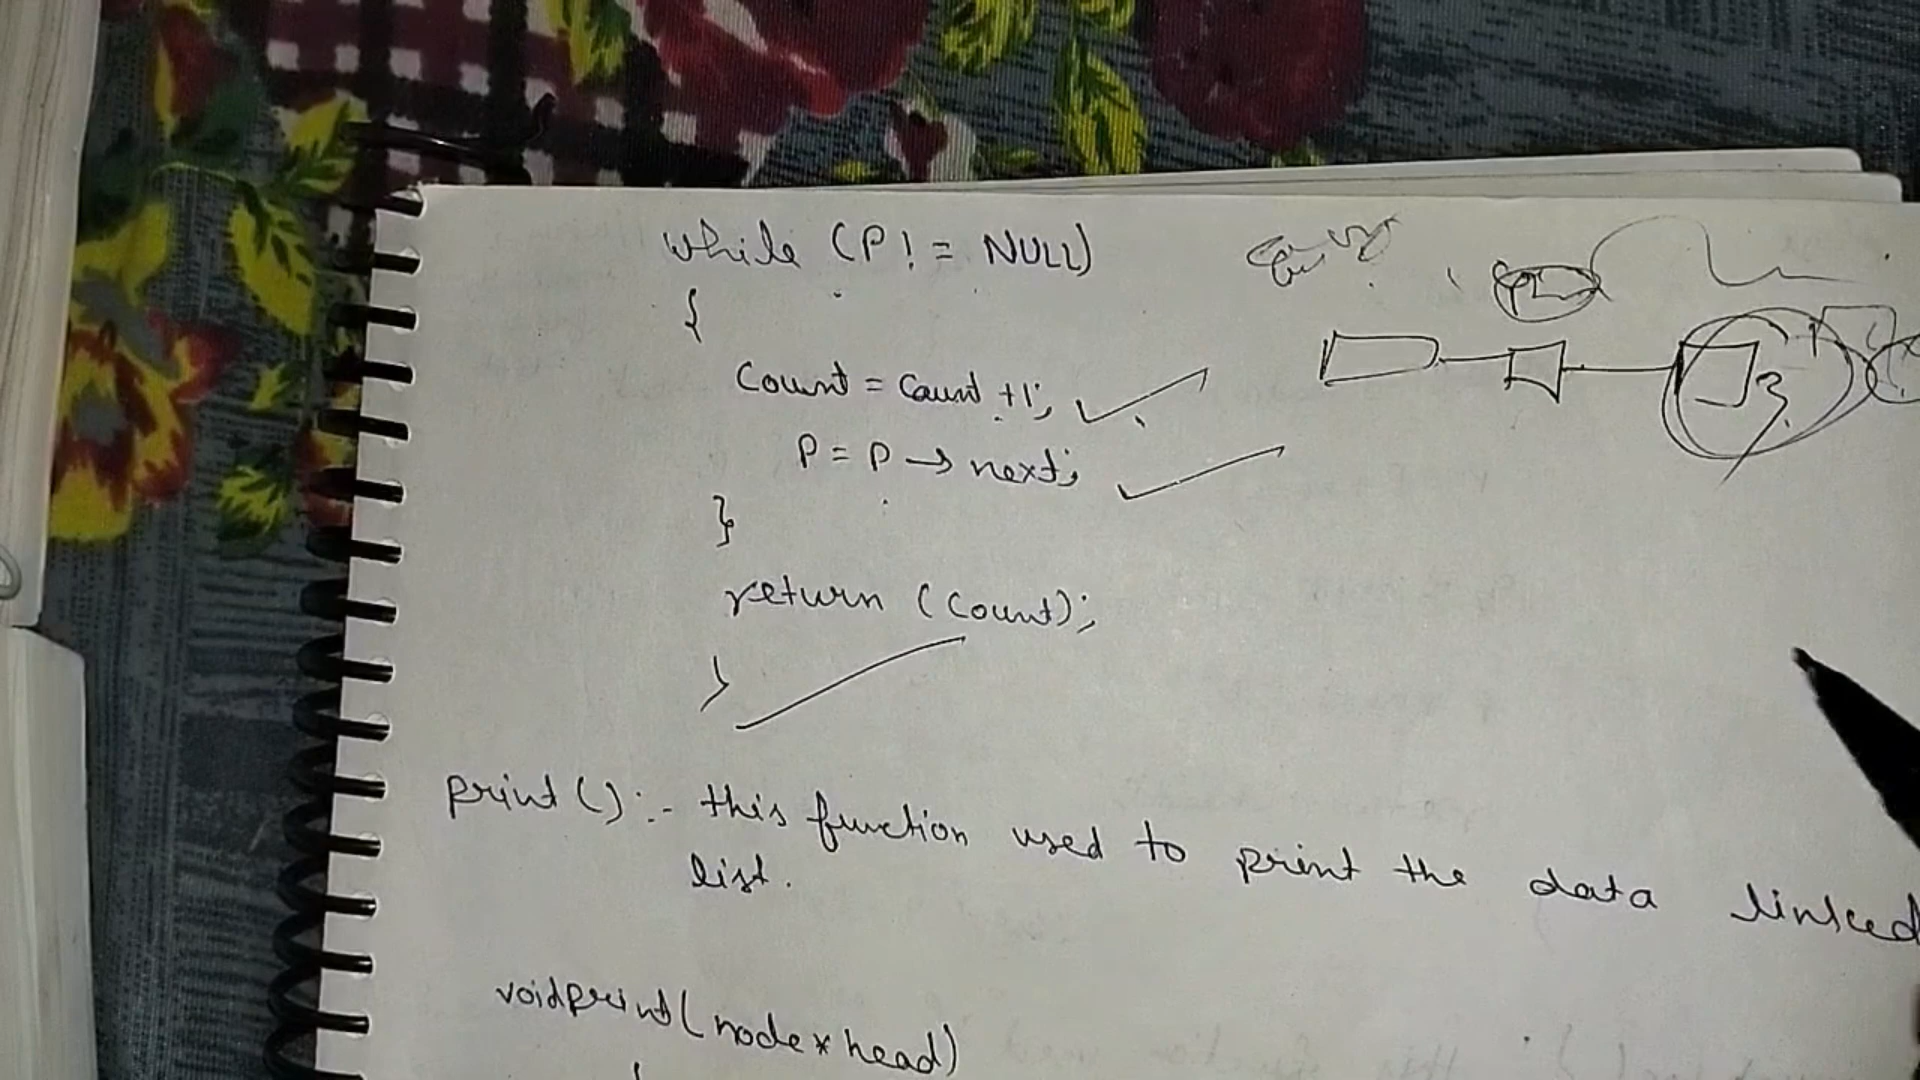 while (P! = NULL)
{
Count = Count +1;
P = P → next;
}
return (Count);
}
print () :- this function used to print the data linked
list.
void print (node * head)
{